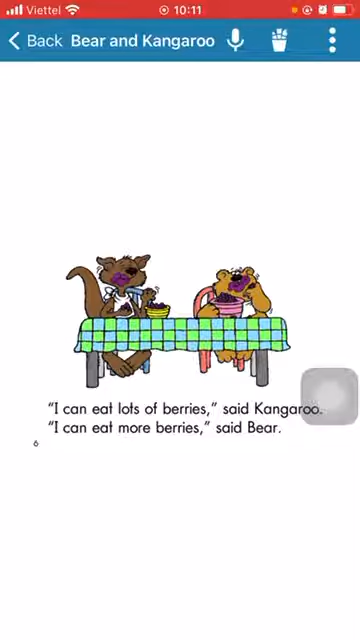 Viettel 10:11
Back Bear and Kangaroo
“I can eat lots of berries,” said Kangaroo.
“I can eat more berries,” said Bear.
6